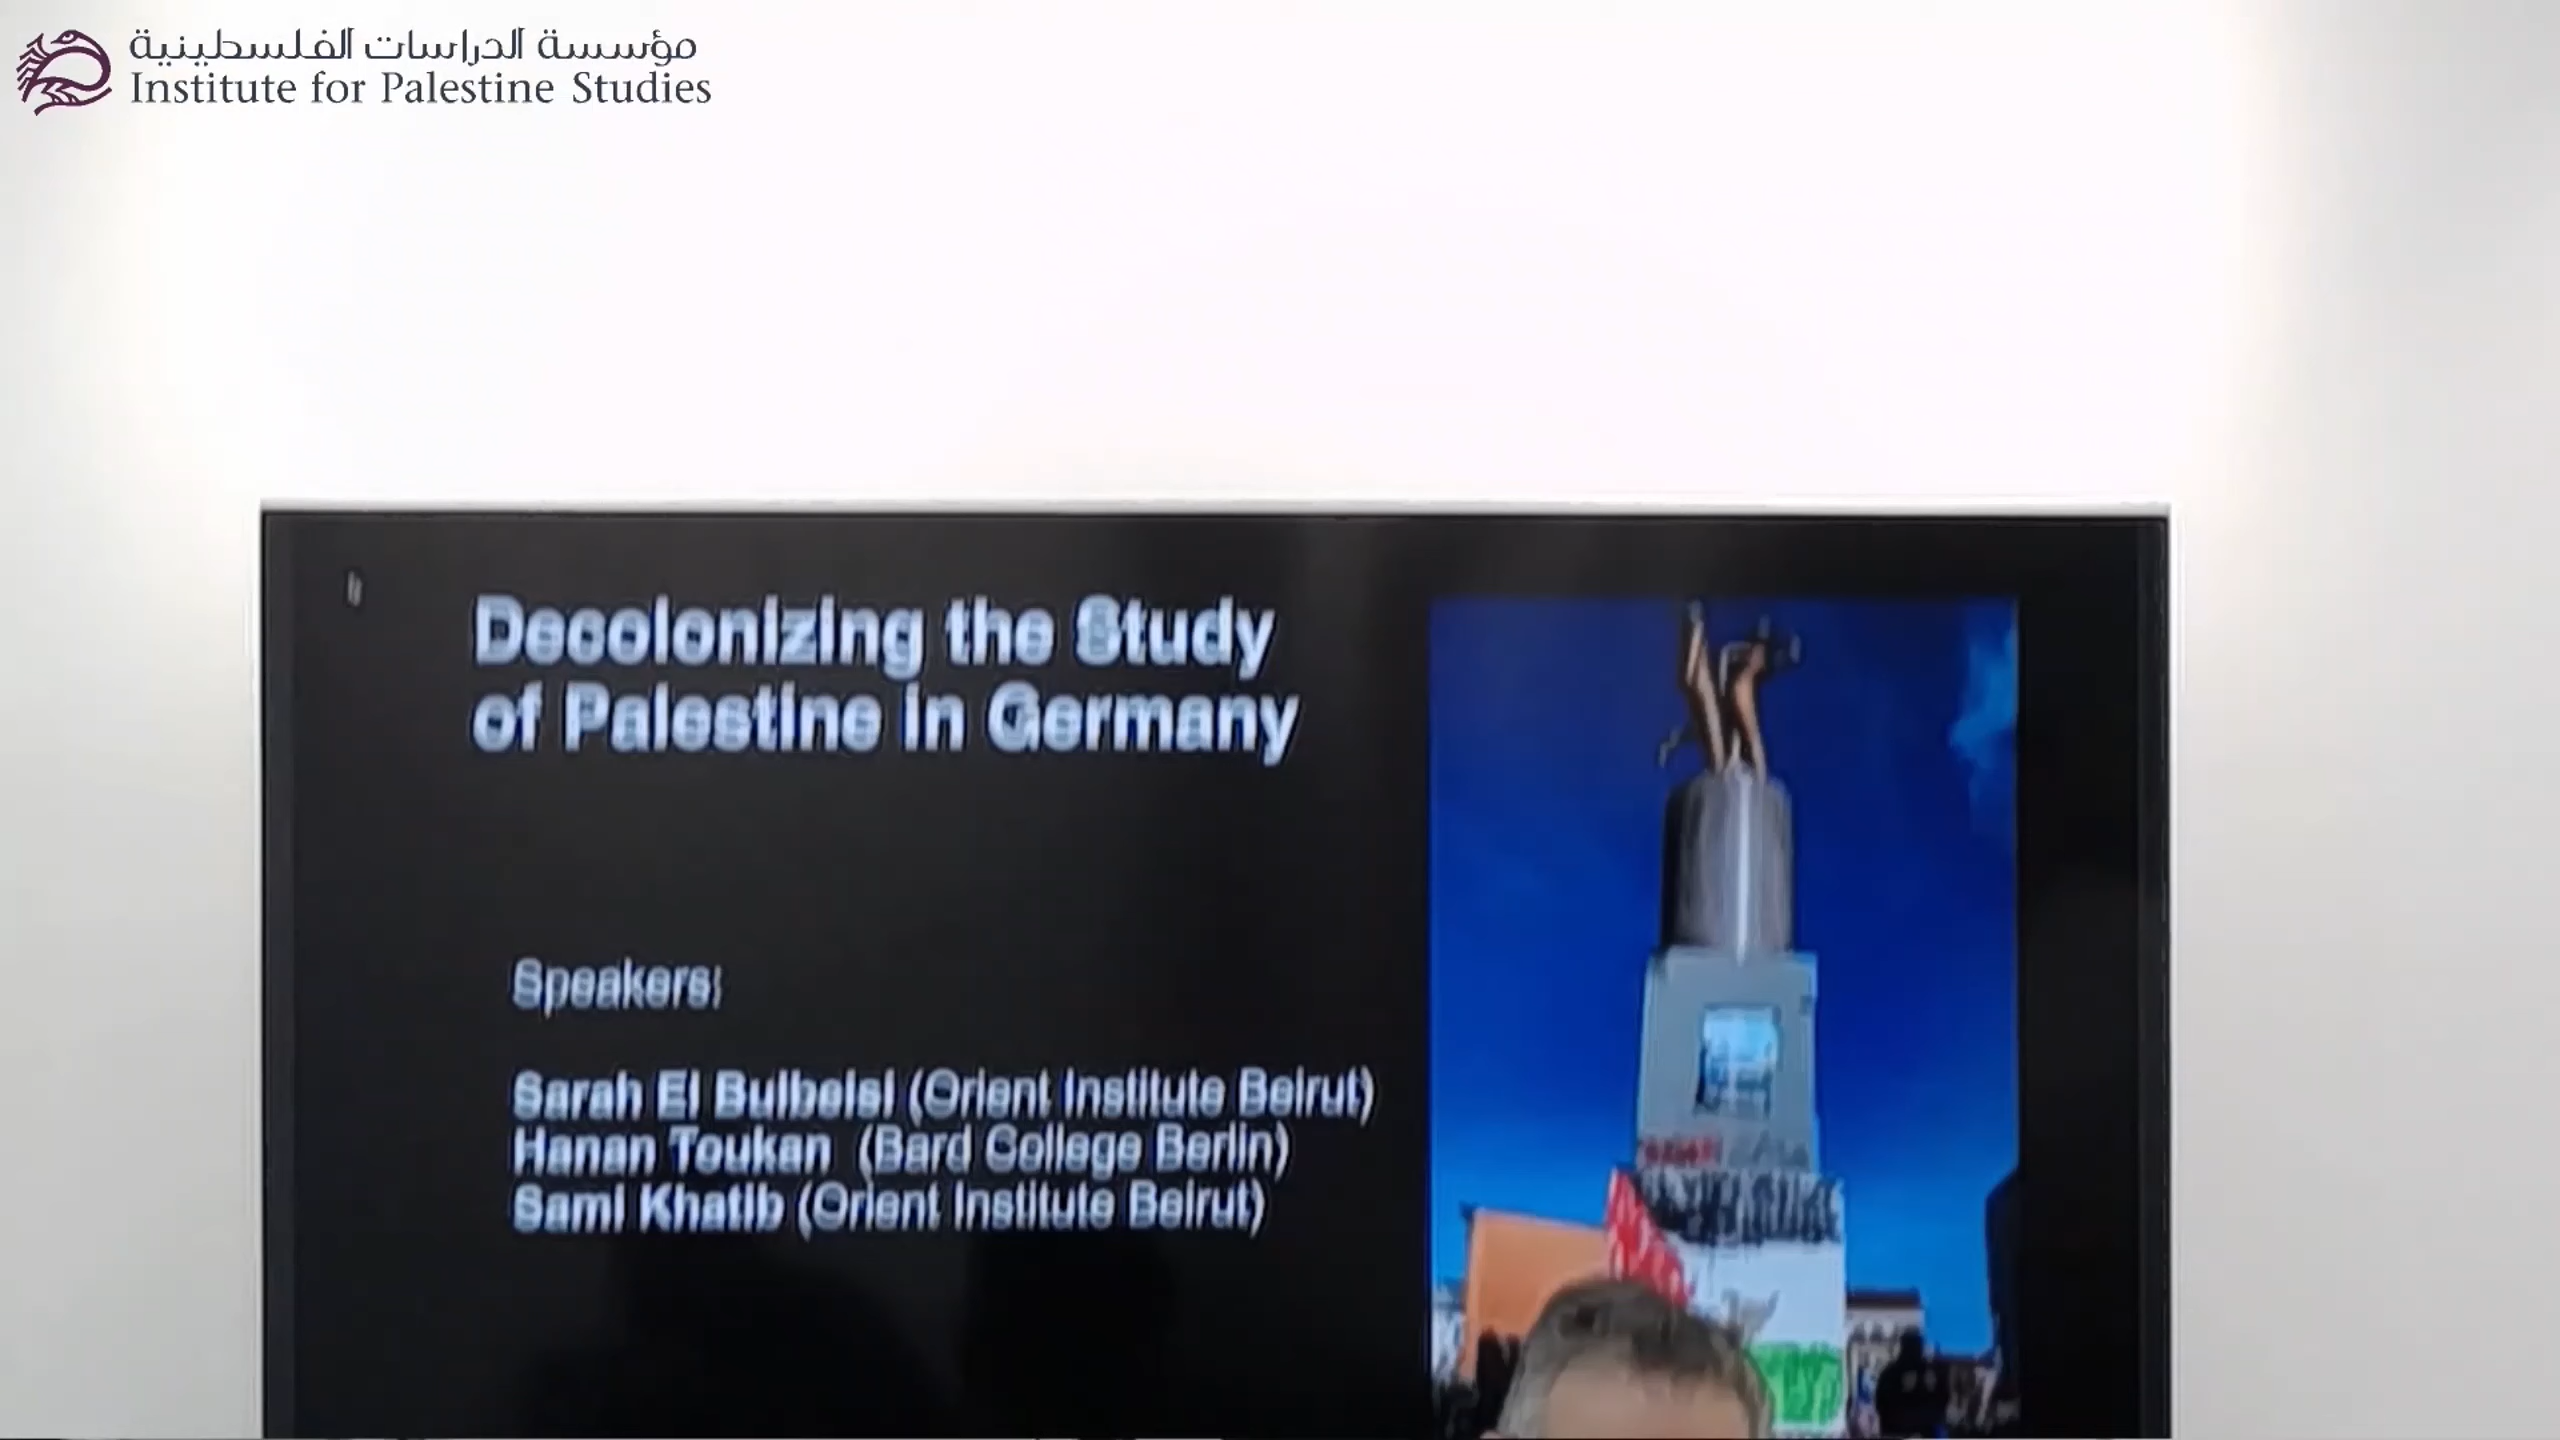 مؤسسة الدراسات الفلسطينية
Institute for Palestine Studies
Decolonizing the Study
of Palestine in Germany
Speakers:
Sarah El Bulbeisi (Orient Institute Beirut)
Hanan Toukan (Bard College Berlin)
Sami Khatib (Orient Institute Beirut)